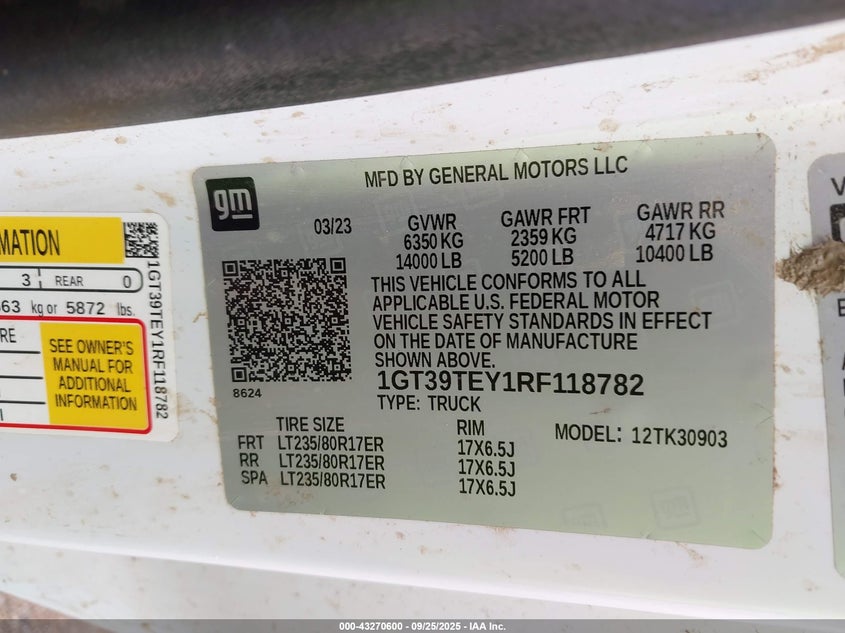 MFD BY GENERAL MOTORS LLC
gm
03/23
GVWR GAWR FRT GAWR RR
6350 KG 2359 KG 4717 KG
14000 LB 5200 LB 10400 LB
THIS VEHICLE CONFORMS TO ALL
APPLICABLE U.S. FEDERAL MOTOR
VEHICLE SAFETY STANDARDS IN EFFECT
ON THE DATE OF MANUFACTURE
SHOWN ABOVE.
8624
1GT39TEY1RF118782
TYPE: TRUCK
TIRE SIZE RIM
FRT LT235/80R17ER 17X6.5J
RR LT235/80R17ER 17X6.5J
SPA LT235/80R17ER 17X6.5J
MODEL: 12TK30903
3 REAR 0
kg or 5872 lbs.
SEE OWNER'S
MANUAL FOR
ADDITIONAL
INFORMATION
1GT39TEY1RF118782
000-43270600 - 09/25/2025 - IAA Inc.